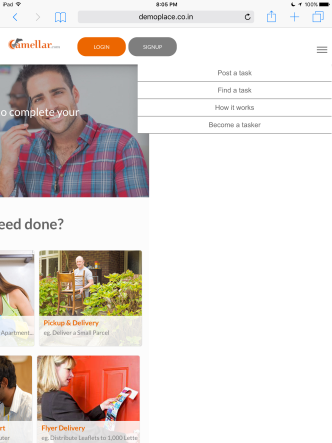 iPad
8:05 PM
100%
demoplace.co.in
Camellar.com
LOGIN
SIGNUP
Post a task
Find a task
How it works
Become a tasker
o complete your
eed done?
Pickup & Delivery
Apartment...
eg. Deliver a Small Parcel
rt
Flyer Delivery
uter
eg. Distribute Leaflets to 1,000 Lette